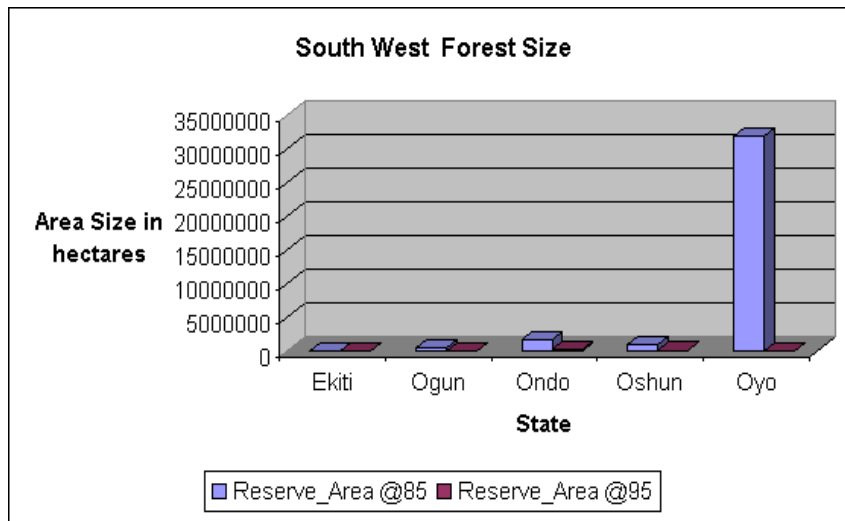 South West Forest Size
35000000
30000000
25000000
20000000
15000000
10000000
5000000
0
Area Size in
hectares
Ekiti Ogun Ondo Oshun Oyo
State
Reserve_Area @85 Reserve_Area @95